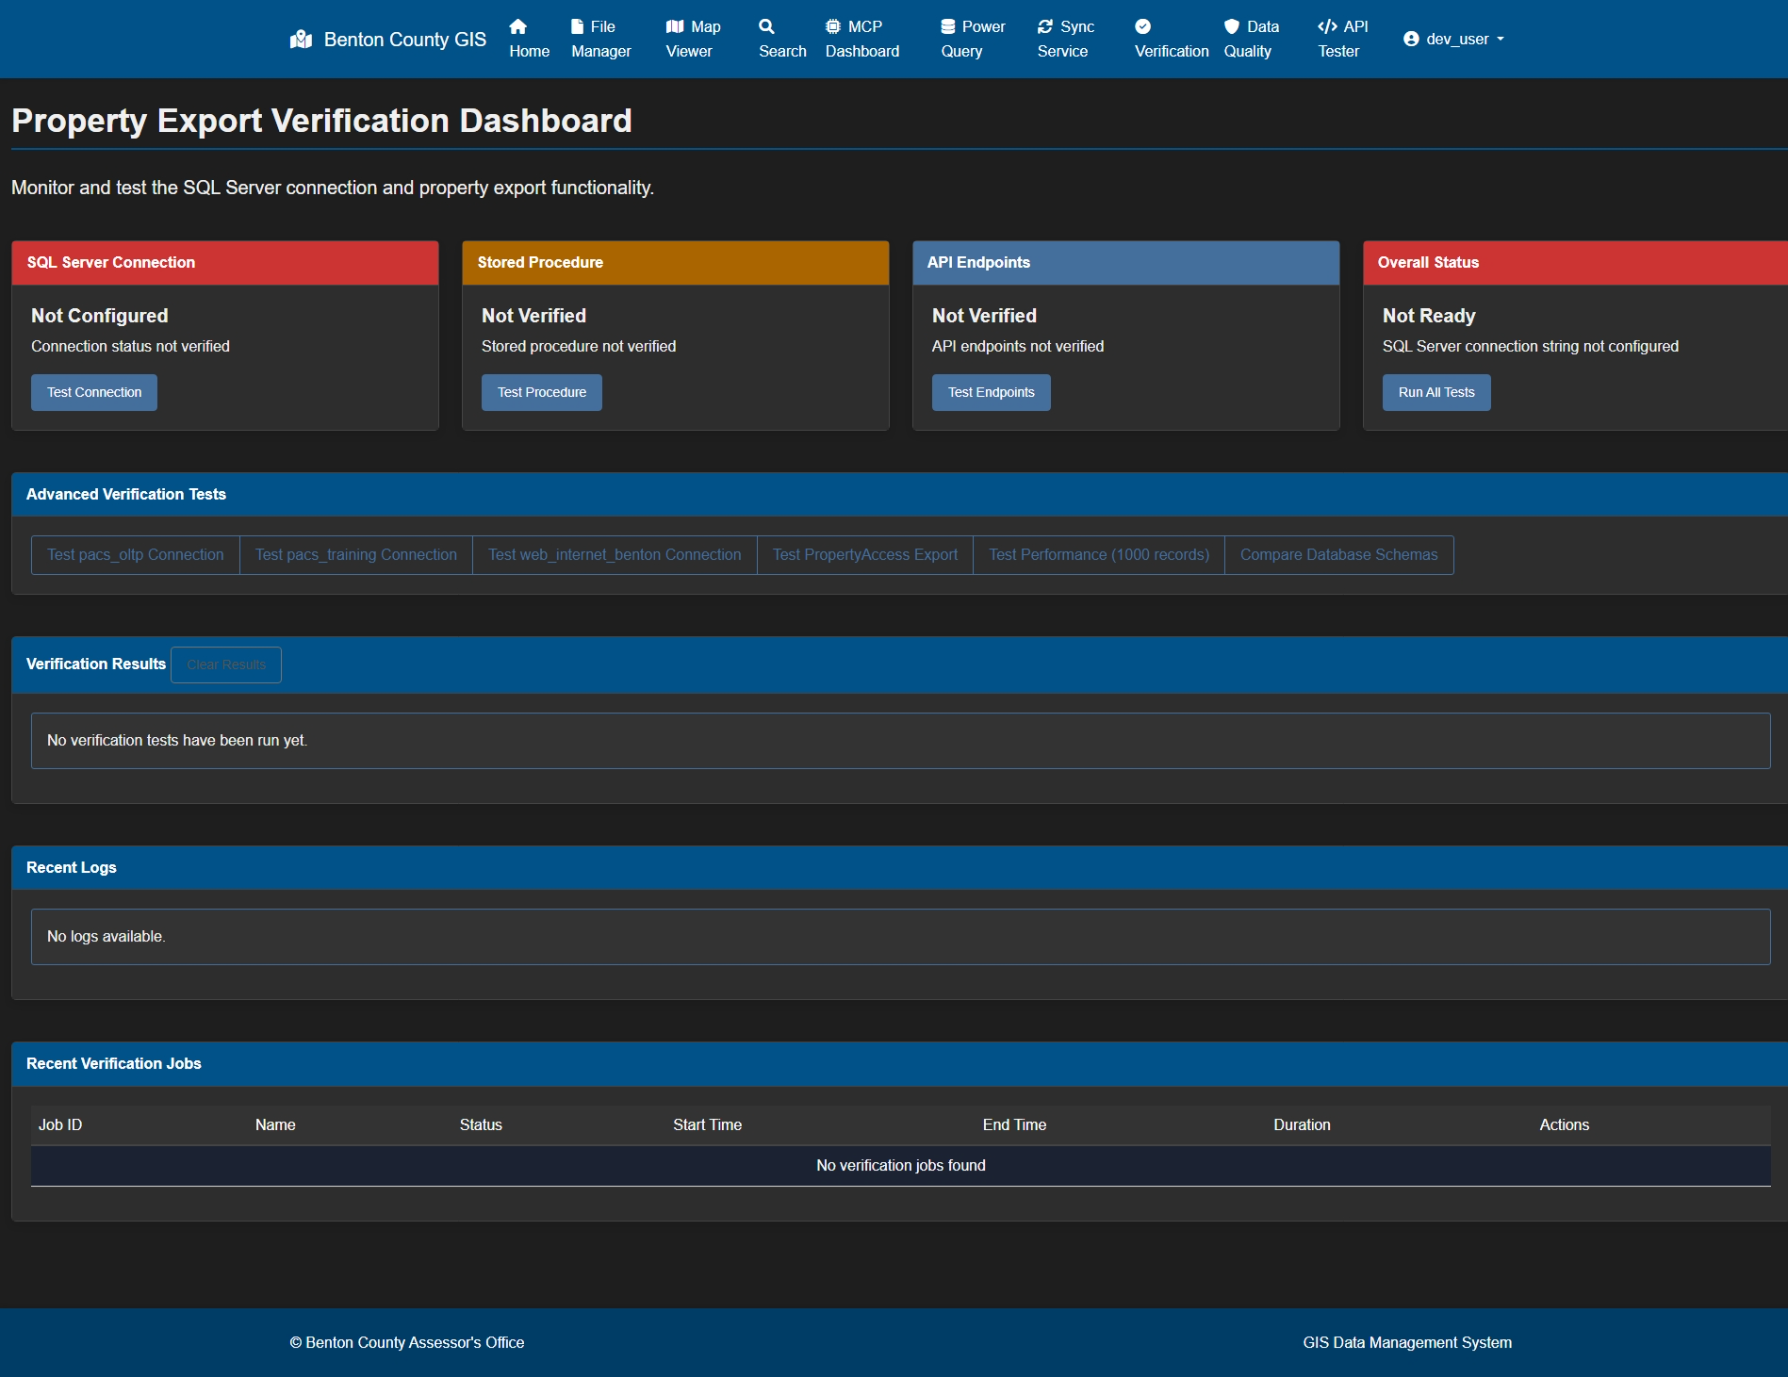 Benton County GIS
Home
File Manager
Map Viewer
Search
MCP Dashboard
Power Query
Sync Service
Verification
Data Quality
API Tester
dev_user
Property Export Verification Dashboard
Monitor and test the SQL Server connection and property export functionality.
SQL Server Connection
Not Configured
Connection status not verified
Test Connection
Stored Procedure
Not Verified
Stored procedure not verified
Test Procedure
API Endpoints
Not Verified
API endpoints not verified
Test Endpoints
Overall Status
Not Ready
SQL Server connection string not configured
Run All Tests
Advanced Verification Tests
Test pacs_oltp Connection Test pacs_training Connection Test web_internet_benton Connection Test PropertyAccess Export Test Performance (1000 records) Compare Database Schemas
Verification Results Clear Results
No verification tests have been run yet.
Recent Logs
No logs available.
Recent Verification Jobs
Job ID Name Status Start Time End Time Duration Actions
No verification jobs found
© Benton County Assessor's Office GIS Data Management System